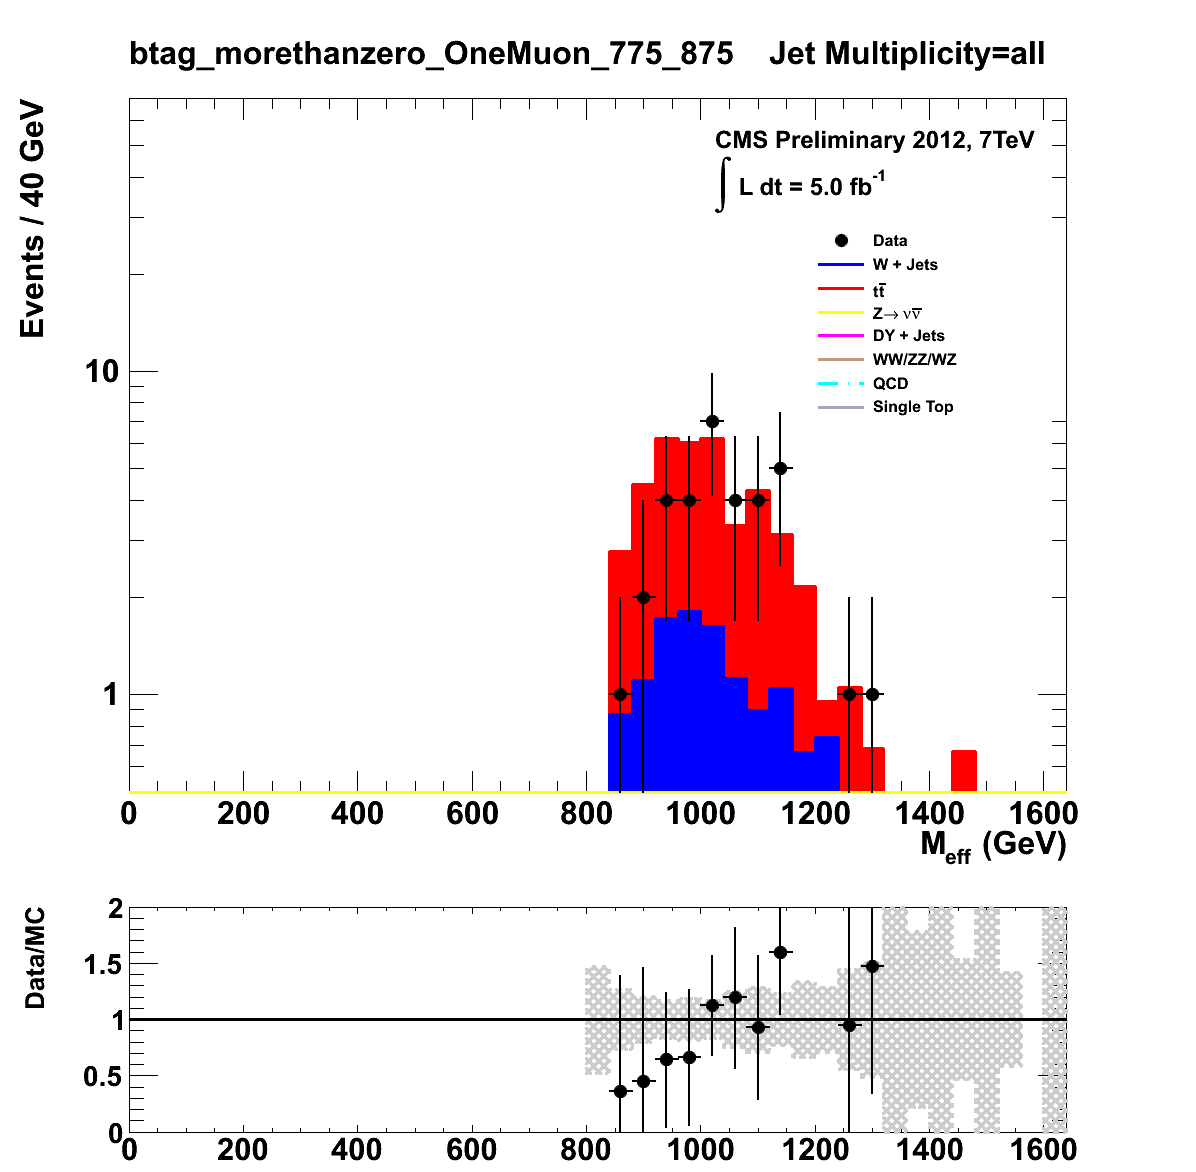 btag_morethanzero_OneMuon_775_875 Jet Multiplicity=all
Events / 40 GeV
CMS Preliminary 2012, 7TeV
∫ L dt = 5.0 fb⁻¹
Data
W + Jets
tt̅
Z→ νν̅
DY + Jets
WW/ZZ/WZ
QCD
Single Top
10
1
0 200 400 600 800 1000 1200 1400 1600
M_eff (GeV)
Data/MC
2
1.5
1
0.5
0
0 200 400 600 800 1000 1200 1400 1600